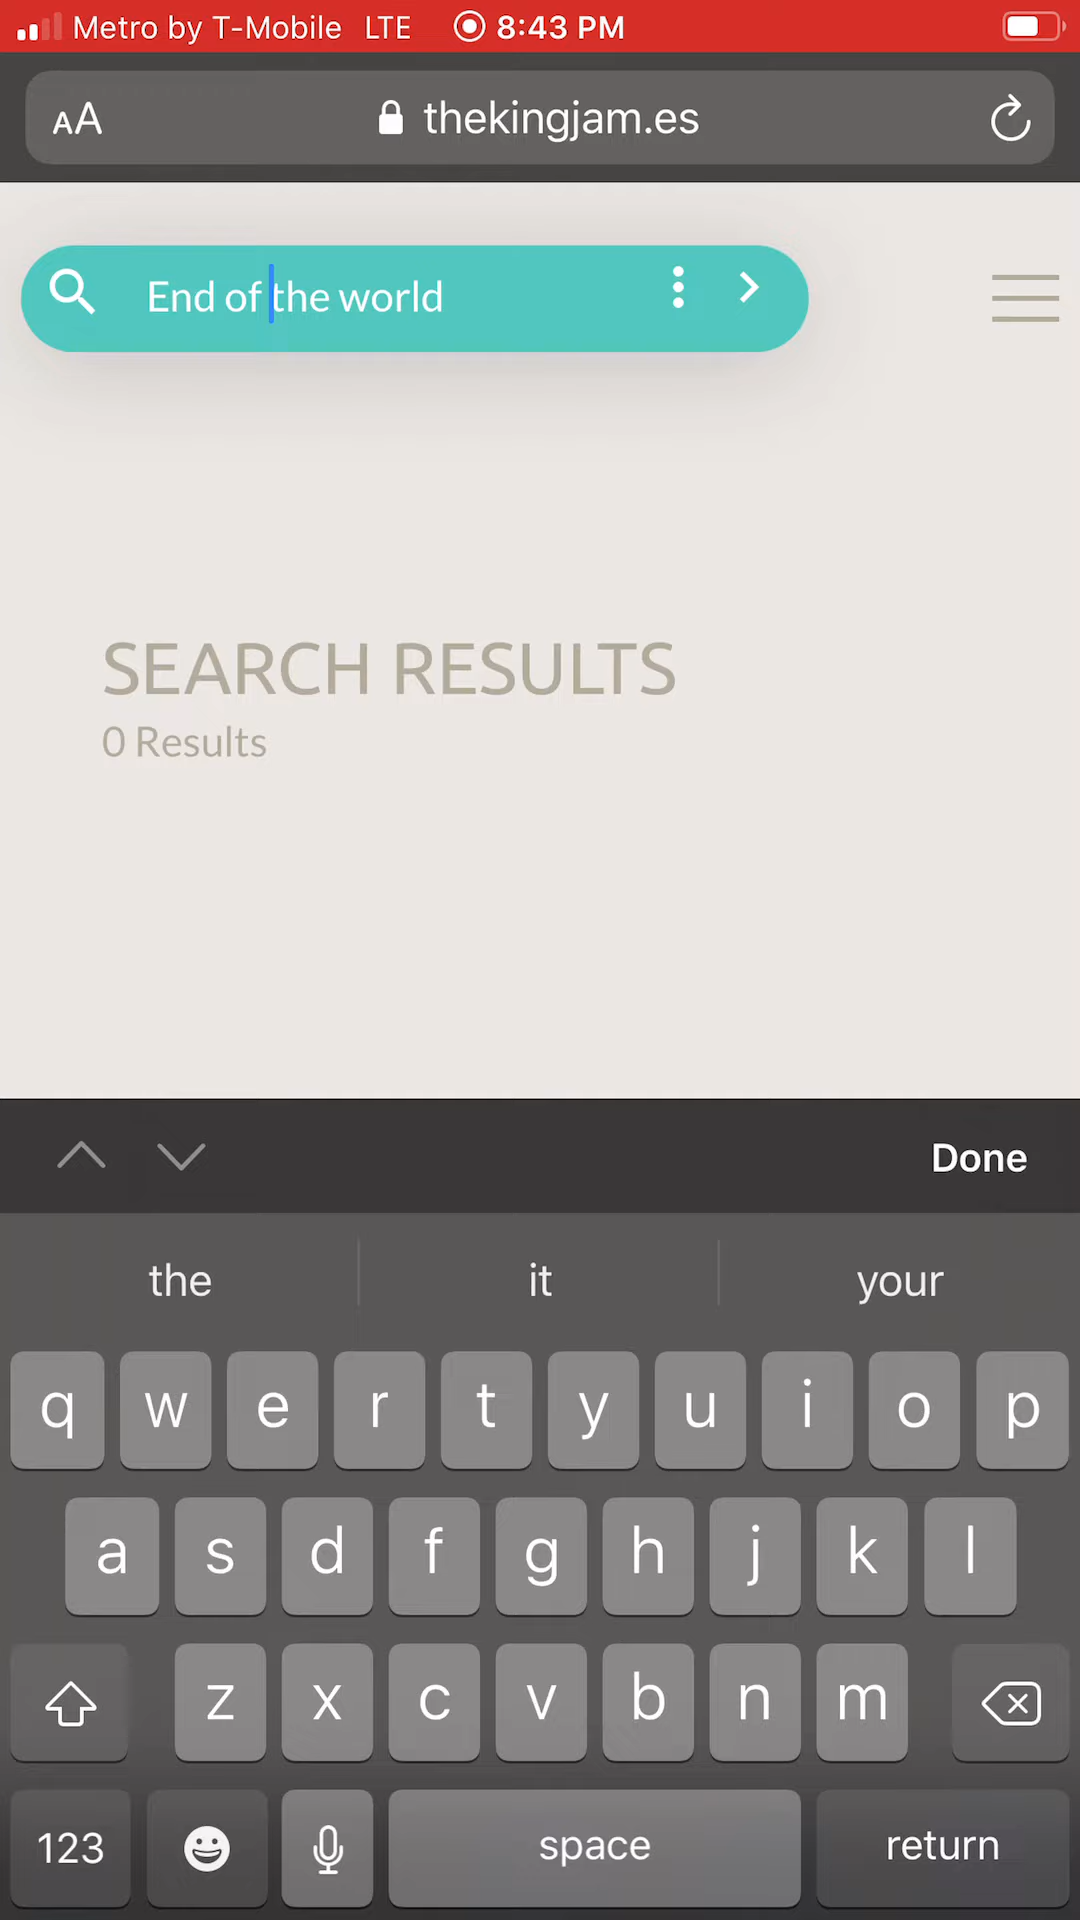 Metro by T-Mobile LTE 8:43 PM
AA thekingjam.es
End of the world
SEARCH RESULTS
0 Results
Done
the it your
q w e r t y u i o p
a s d f g h j k l
z x c v b n m
123 space return